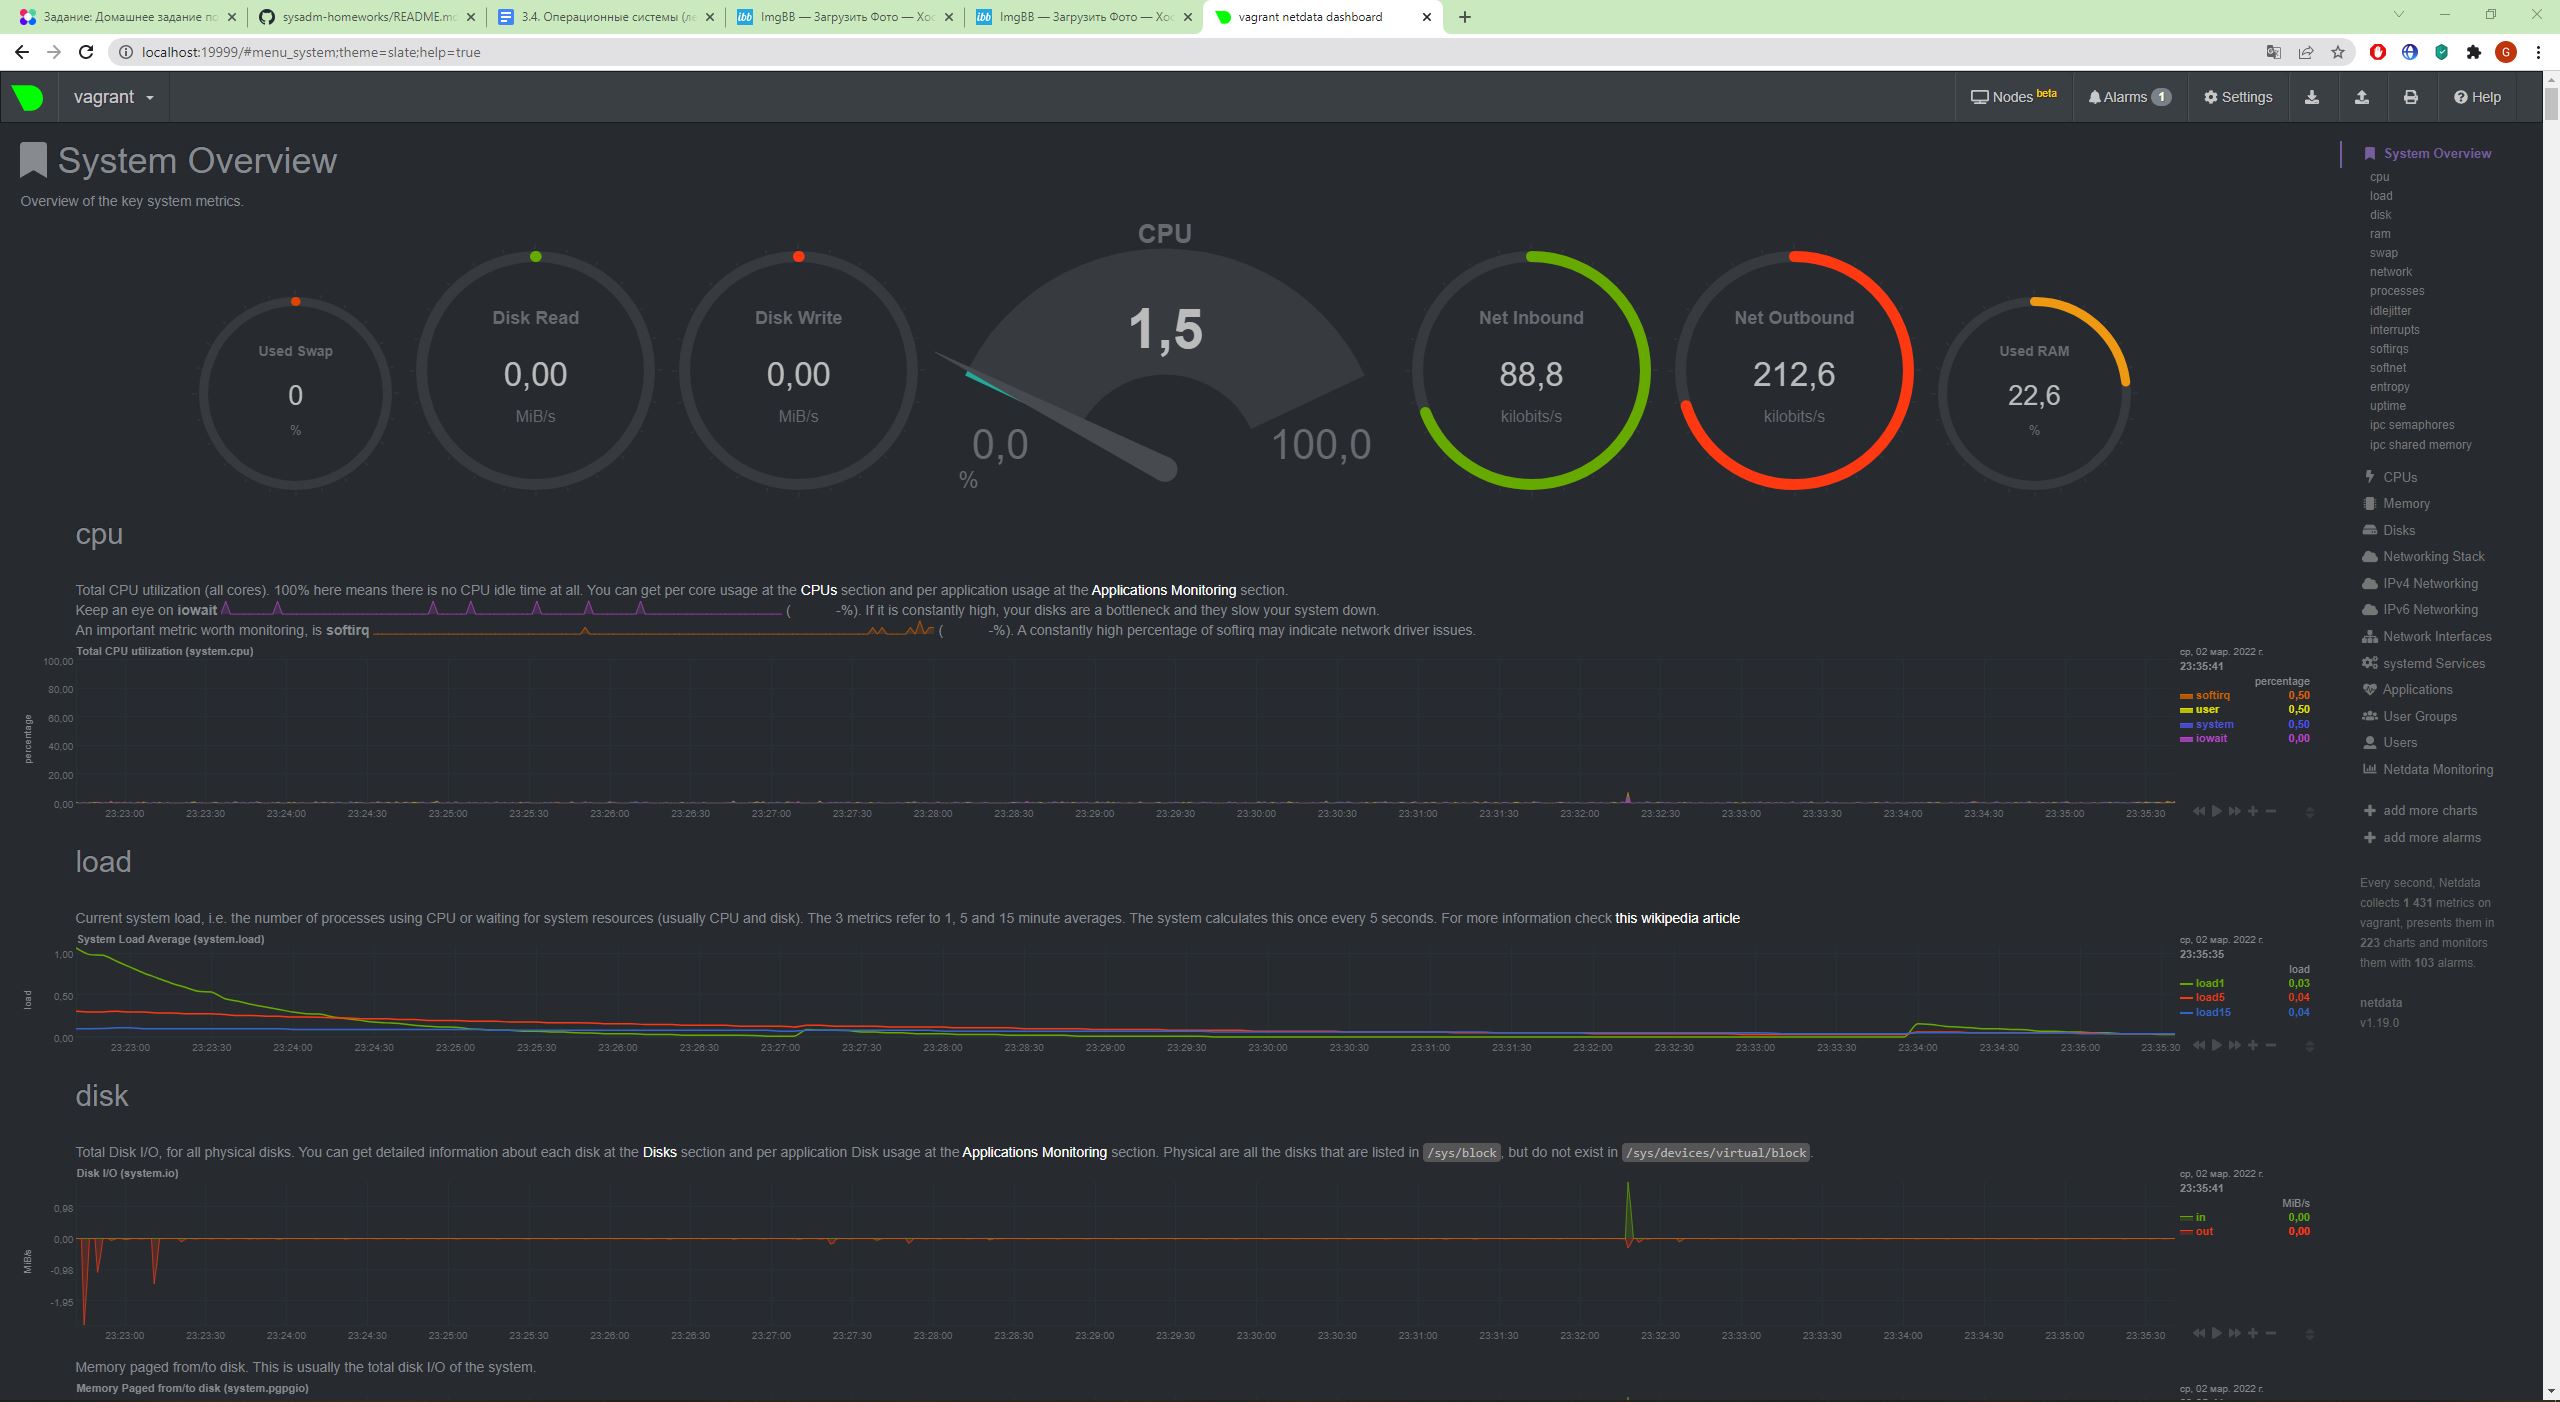 Задание: Домашнее задание по
sysadm-homeworks/README.md
3.4. Операционные системы (ле
ImgBB — Загрузить Фото — Хос
ImgBB — Загрузить Фото — Хос
vagrant netdata dashboard
localhost:19999/#menu_system;theme=slate;help=true
G
vagrant
Nodes beta
Alarms 1
Settings
Help
System Overview
Overview of the key system metrics.
Used Swap
0
%
Disk Read
0,00
MiB/s
Disk Write
0,00
MiB/s
CPU
1,5
0,0
100,0
%
Net Inbound
88,8
kilobits/s
Net Outbound
212,6
kilobits/s
Used RAM
22,6
%
cpu
Total CPU utilization (all cores). 100% here means there is no CPU idle time at all. You can get per core usage at the CPUs section and per application usage at the Applications Monitoring section.
Keep an eye on iowait ( -%). If it is constantly high, your disks are a bottleneck and they slow your system down.
An important metric worth monitoring, is softirq ( -%). A constantly high percentage of softirq may indicate network driver issues.
Total CPU utilization (system.cpu)
percentage
100,00
80,00
60,00
40,00
20,00
0,00
23:23:00 23:23:30 23:24:00 23:24:30 23:25:00 23:25:30 23:26:00 23:26:30 23:27:00 23:27:30 23:28:00 23:28:30 23:29:00 23:29:30 23:30:00 23:30:30 23:31:00 23:31:30 23:32:00 23:32:30 23:33:00 23:33:30 23:34:00 23:34:30 23:35:00 23:35:30
ср, 02 мар. 2022 г.
23:35:41
percentage
softirq 0,50
user 0,50
system 0,50
iowait 0,00
load
Current system load, i.e. the number of processes using CPU or waiting for system resources (usually CPU and disk). The 3 metrics refer to 1, 5 and 15 minute averages. The system calculates this once every 5 seconds. For more information check this wikipedia article
System Load Average (system.load)
load
1,00
0,50
0,00
23:23:00 23:23:30 23:24:00 23:24:30 23:25:00 23:25:30 23:26:00 23:26:30 23:27:00 23:27:30 23:28:00 23:28:30 23:29:00 23:29:30 23:30:00 23:30:30 23:31:00 23:31:30 23:32:00 23:32:30 23:33:00 23:33:30 23:34:00 23:34:30 23:35:00 23:35:30
ср, 02 мар. 2022 г.
23:35:35
load
load1 0,03
load5 0,04
load15 0,04
disk
Total Disk I/O, for all physical disks. You can get detailed information about each disk at the Disks section and per application Disk usage at the Applications Monitoring section. Physical are all the disks that are listed in /sys/block, but do not exist in /sys/devices/virtual/block.
Disk I/O (system.io)
MiB/s
0,98
0,00
-0,98
-1,95
23:23:00 23:23:30 23:24:00 23:24:30 23:25:00 23:25:30 23:26:00 23:26:30 23:27:00 23:27:30 23:28:00 23:28:30 23:29:00 23:29:30 23:30:00 23:30:30 23:31:00 23:31:30 23:32:00 23:32:30 23:33:00 23:33:30 23:34:00 23:34:30 23:35:00 23:35:30
ср, 02 мар. 2022 г.
23:35:41
MiB/s
in 0,00
out 0,00
Memory paged from/to disk. This is usually the total disk I/O of the system.
Memory Paged from/to disk (system.pgpgio)
ср, 02 мар. 2022 г.
System Overview
cpu
load
disk
ram
swap
network
processes
idlejitter
interrupts
softirqs
softnet
entropy
uptime
ipc semaphores
ipc shared memory
CPUs
Memory
Disks
Networking Stack
IPv4 Networking
IPv6 Networking
Network Interfaces
systemd Services
Applications
User Groups
Users
Netdata Monitoring
add more charts
add more alarms
Every second, Netdata
collects 1 431 metrics on
vagrant, presents them in
223 charts and monitors
them with 103 alarms.
netdata
v1.19.0